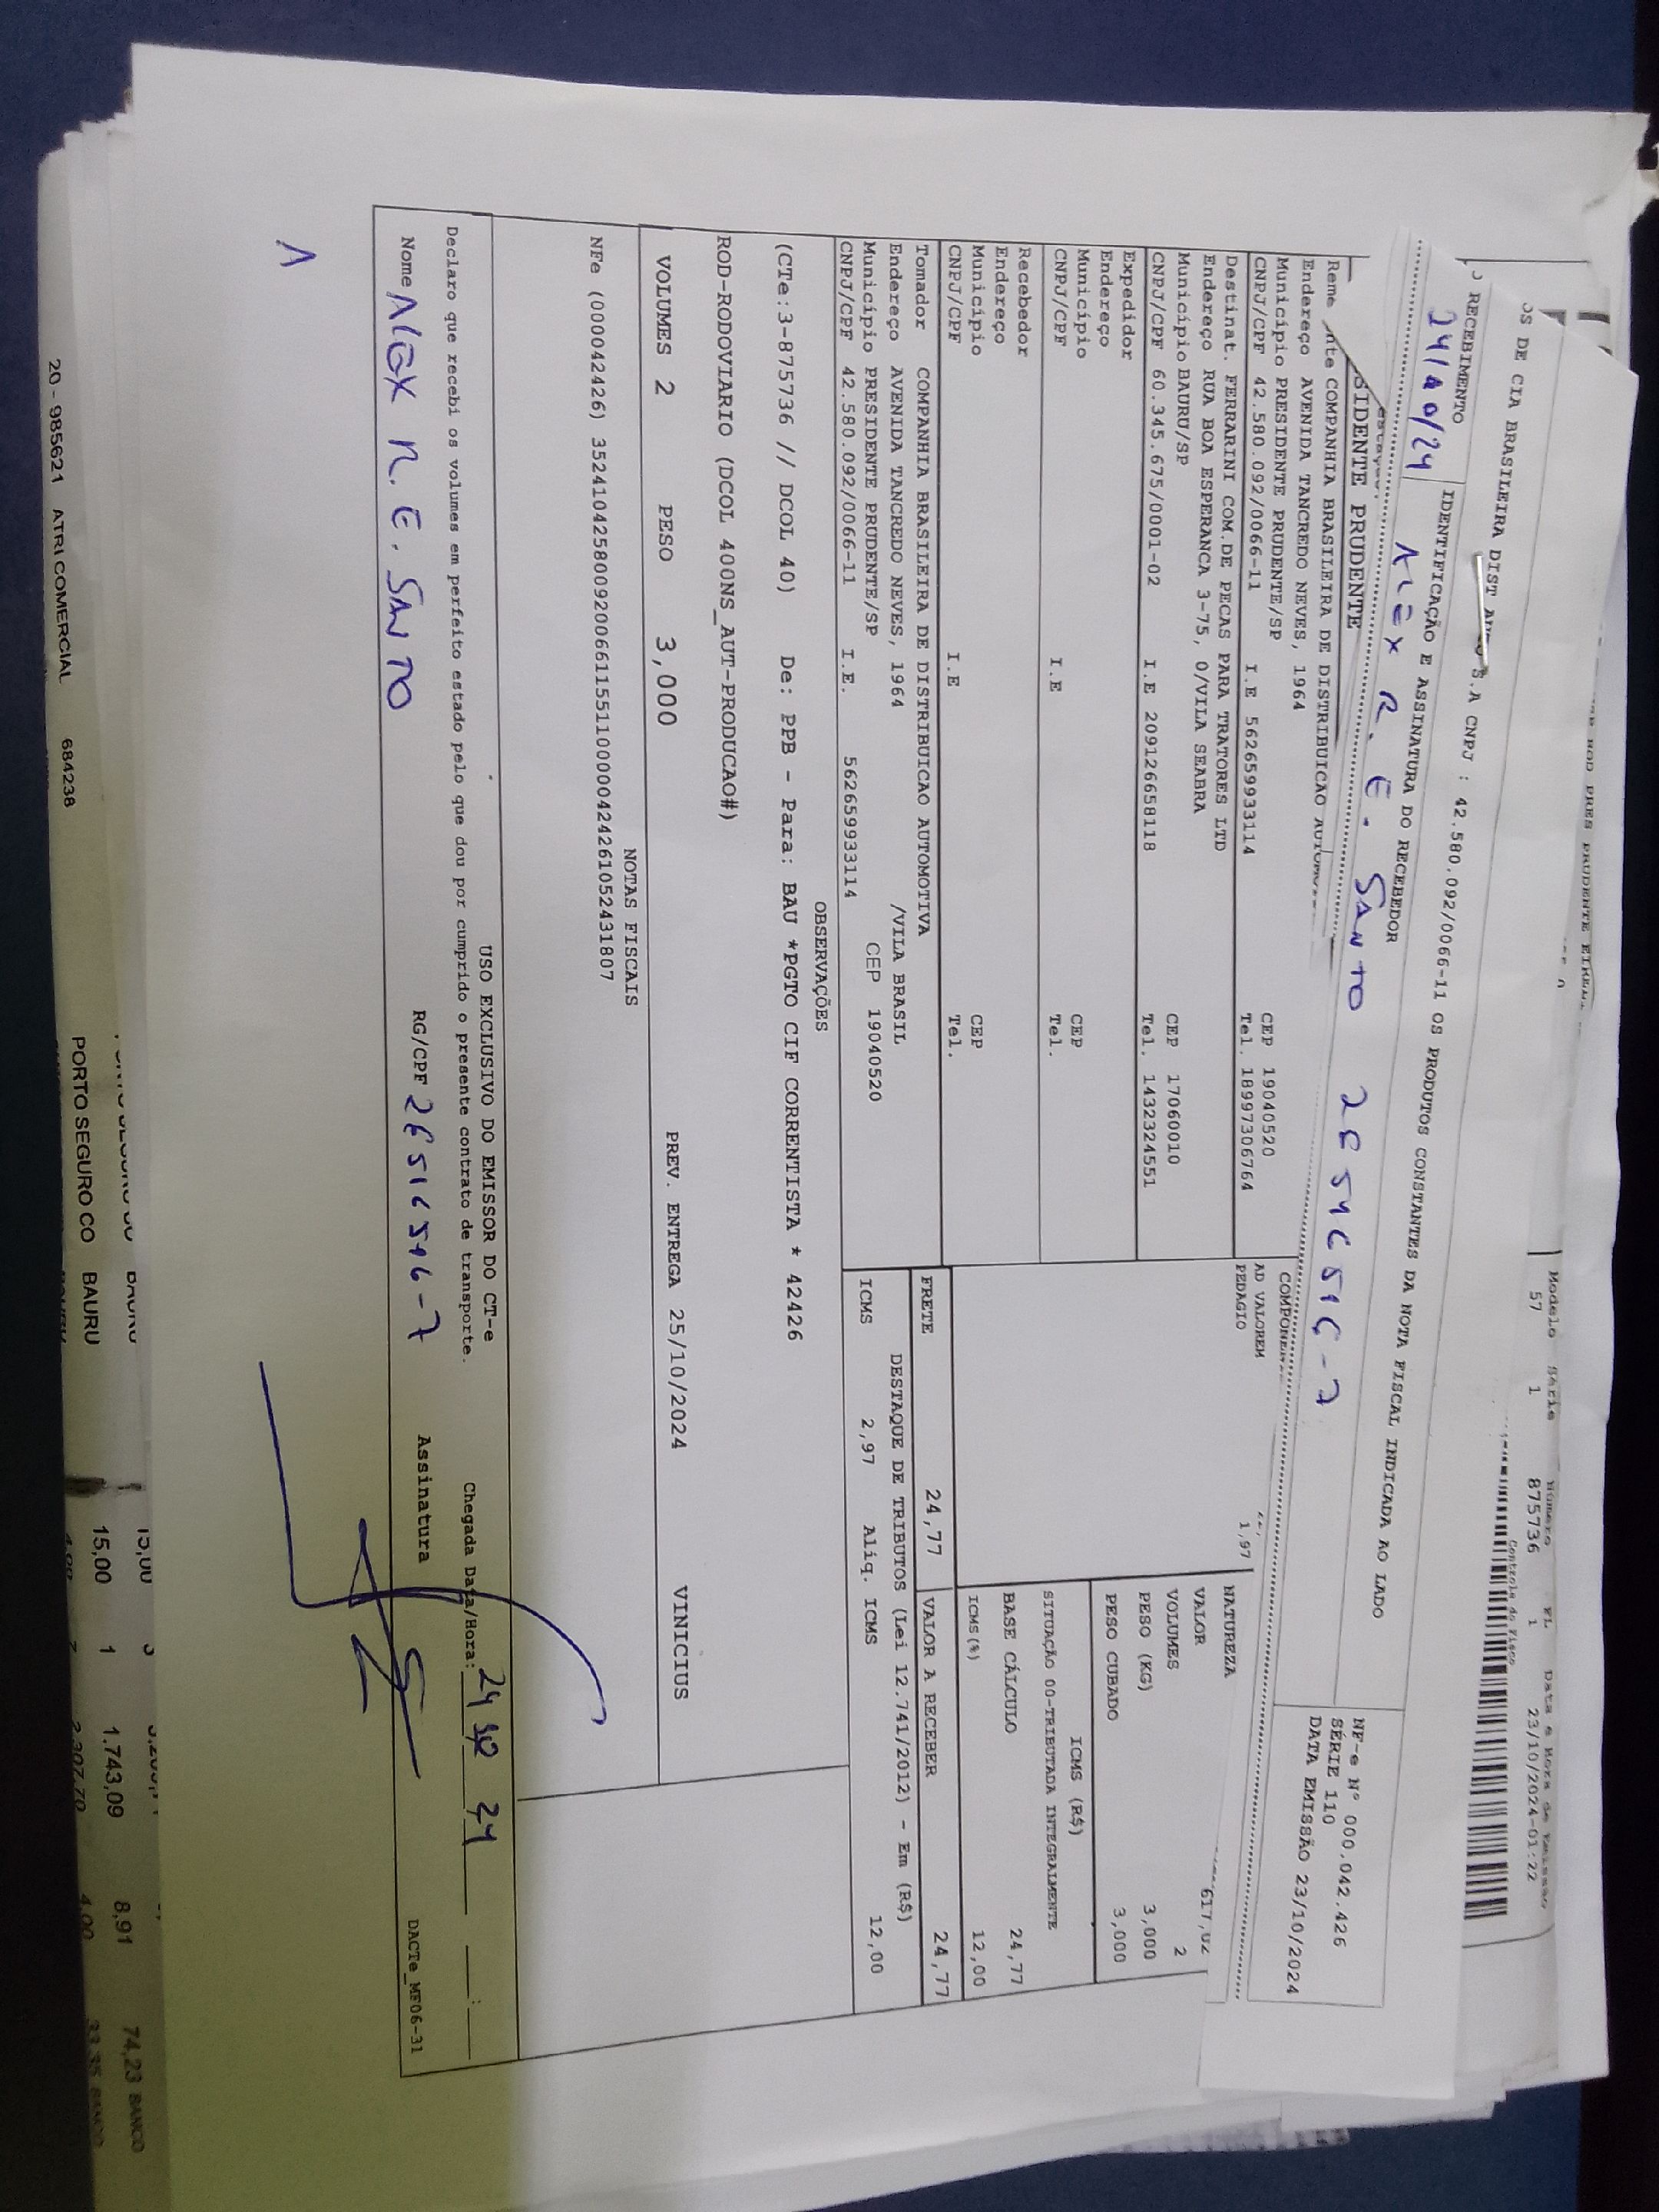 Modelo Série Número FL Data e Hora de Emissão
57 1 875736 1 23/10/2024-01:22
Controle do Fisco
OS DE CIA BRASILEIRA DIST S.A CNPJ : 42.580.092/0066-11 OS PRODUTOS CONSTANTES DA NOTA FISCAL INDICADA AO LADO
RECEBIMENTO
IDENTIFICAÇÃO E ASSINATURA DO RECEBEDOR
24/10/24 ALEX R. E. SANTO
NF-e Nº 000.042.426
SÉRIE 110
DATA EMISSÃO 23/10/2024
SIDENTE PRUDENTE
COMPANHIA BRASILEIRA DE DISTRIBUICAO
Endereço AVENIDA TANCREDO NEVES, 1964
Município PRESIDENTE PRUDENTE/SP CEP 19040520
CNPJ/CPF 42.580.092/0066-11 I.E 562659933114 Tel. 18997306764
Destinat. FERRARINI COM.DE PECAS PARA TRATORES LTD
Endereço RUA BOA ESPERANCA 3-75, 0/VILA SEABRA
Município BAURU/SP CEP 17060010
CNPJ/CPF 60.345.675/0001-02 I.E 209126658118 Tel. 1432324551
Expedidor
Endereço
Município CEP
CNPJ/CPF I.E Tel.
Recebedor
Endereço
Município CEP
CNPJ/CPF I.E Tel.
AD VALOREM
PEDAGIO 1,97
NATUREZA
VALOR 617,02
VOLUMES 2
PESO (KG) 3,000
PESO CUBADO 3,000
ICMS (R$)
SITUAÇÃO 00-TRIBUTADA INTEGRALMENTE
BASE CÁLCULO 24,77
ICMS(%) 12,00
Tomador COMPANHIA BRASILEIRA DE DISTRIBUICAO AUTOMOTIVA
Endereço AVENIDA TANCREDO NEVES, 1964 /VILA BRASIL
Município PRESIDENTE PRUDENTE/SP CEP 19040520
CNPJ/CPF 42.580.092/0066-11 I.E. 562659933114
FRETE 24,77 VALOR A RECEBER 24,77
DESTAQUE DE TRIBUTOS (Lei 12.741/2012) - Em (R$)
ICMS 2,97 Aliq. ICMS 12,00
OBSERVAÇÕES
(CTe:3-875736 // DCOL 40) De: PPB - Para: BAU *PGTO CIF CORRENTISTA * 42426
ROD-RODOVIARIO (DCOL 400NS_AUT-PRODUCAO#)
VOLUMES 2 PESO 3,000 PREV. ENTREGA 25/10/2024 VINICIUS
NOTAS FISCAIS
NFe (000042426) 35241042580092006611551100000424261052431807
USO EXCLUSIVO DO EMISSOR DO CT-e
Declaro que recebi os volumes em perfeito estado pelo que dou por cumprido o presente contrato de transporte. Chegada Data/Hora: 24 10 24
Nome ALEX R. E. SANTO RG/CPF Assinatura
DACTe_MF06-31
PORTO SEGURO CO BAURU 15,00 1 1.743,09 8,91 74,23 BANCO
20 - 985621 ATRI COMERCIAL 684238